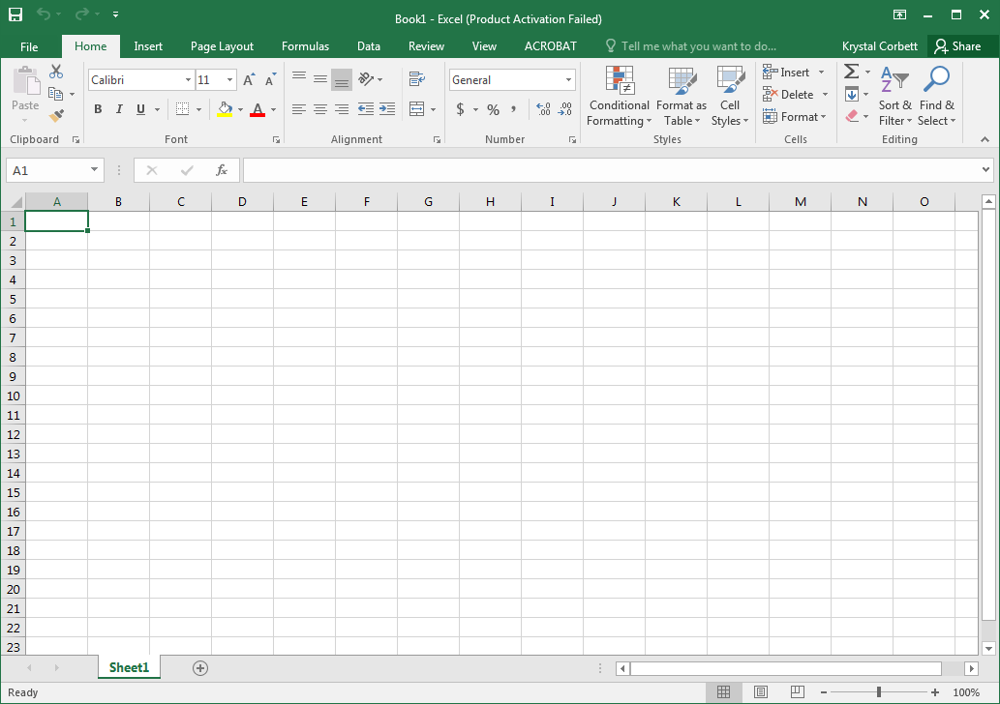 Book1 - Excel (Product Activation Failed)
File Home Insert Page Layout Formulas Data Review View ACROBAT Tell me what you want to do... Krystal Corbett Share
Paste
Clipboard
Calibri 11
B I U A
Font
Alignment
General
$ % ,
Number
Conditional Formatting
Format as Table
Cell Styles
Styles
Insert
Delete
Format
Cells
Sort & Filter
Find & Select
Editing
A1 fx
A B C D E F G H I J K L M N O
1
2
3
4
5
6
7
8
9
10
11
12
13
14
15
16
17
18
19
20
21
22
23
Sheet1
Ready 100%